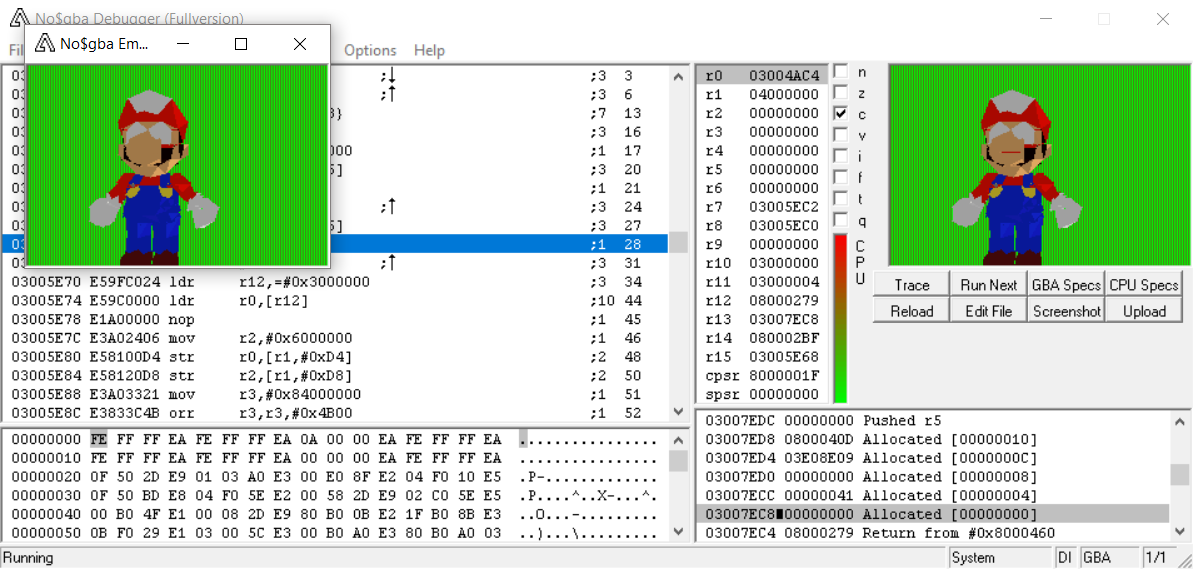 No$gba Debugger (Fullversion)
No$gba Em...
Options Help
03 ;↓ ;3 3
03 ;↑ ;3 6
03 3} ;7 13
03 ;3 16
03 000 ;1 17
03 ] ;3 20
03 ;1 21
03 ;↑ ;3 24
03 ] ;3 27
03 ;1 28
03 ;↑ ;3 31
03005E70 E59FC024 ldr r12,=#0x3000000 ;3 34
03005E74 E59C0000 ldr r0,[r12] ;10 44
03005E78 E1A00000 nop ;1 45
03005E7C E3A02406 mov r2,#0x6000000 ;1 46
03005E80 E58100D4 str r0,[r1,#0xD4] ;2 48
03005E84 E58120D8 str r2,[r1,#0xD8] ;2 50
03005E88 E3A03321 mov r3,#0x84000000 ;1 51
03005E8C E3833C4B orr r3,r3,#0x4B00 ;1 52
r0 03004AC4
r1 04000000
r2 00000000
r3 00000000
r4 00000000
r5 00000000
r6 00000000
r7 03005EC2
r8 03005EC0
r9 00000000
r10 03000000
r11 03000004
r12 08000279
r13 03007EC8
r14 080002BF
r15 03005E68
cpsr 8000001F
spsr 00000000
n
z
c
v
i
f
t
q
C
P
U
Trace Run Next GBA Specs CPU Specs
Reload Edit File Screenshot Upload
00000000 FE FF FF EA FE FF FF EA 0A 00 00 EA FE FF FF EA ................
00000010 FE FF FF EA FE FF FF EA 00 00 00 EA FE FF FF EA ................
00000020 0F 50 2D E9 01 03 A0 E3 00 E0 8F E2 04 F0 10 E5 .P-.............
00000030 0F 50 BD E8 04 F0 5E E2 00 58 2D E9 02 C0 5E E5 .P....^..X-...^.
00000040 00 B0 4F E1 00 08 2D E9 80 B0 0B E2 1F B0 8B E3 ..O...-.........
00000050 0B F0 29 E1 03 00 5C E3 00 B0 A0 E3 80 B0 A0 03 ..)...\.........
03007EDC 00000000 Pushed r5
03007ED8 0800040D Allocated [00000010]
03007ED4 03E08E09 Allocated [0000000C]
03007ED0 00000000 Allocated [00000008]
03007ECC 00000041 Allocated [00000004]
03007EC8 00000000 Allocated [00000000]
03007EC4 08000279 Return from #0x8000460
Running System DI GBA 1/1